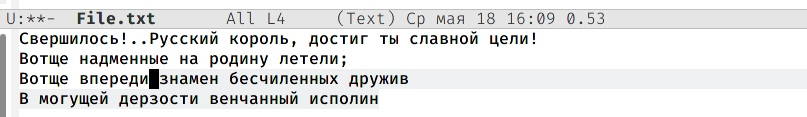 U:**-  File.txt       All L4     (Text) Ср мая 18 16:09 0.53
Свершилось!..Русский король, достиг ты славной цели!
Вотще надменные на родину летели;
Вотще впереди знамен бесчиленных дружив
В могущей дерзости венчанный исполин